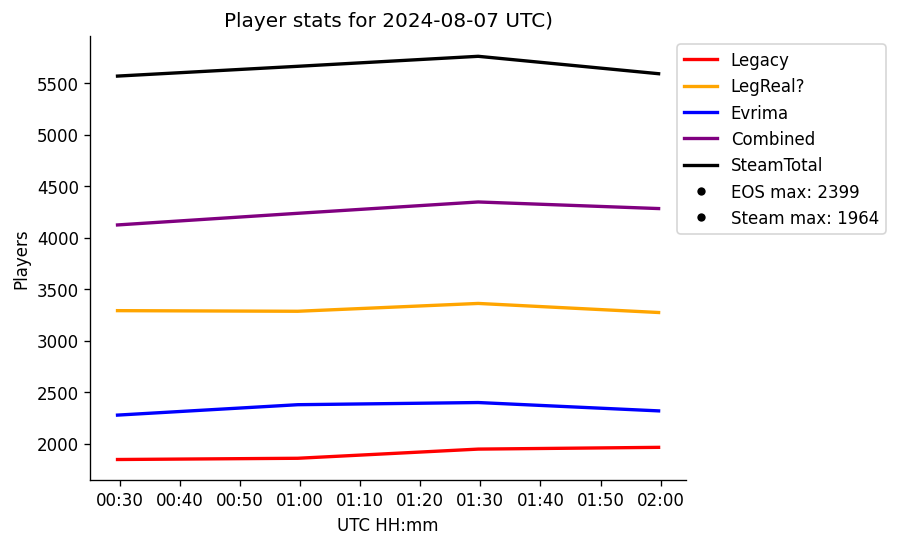 Player stats for 2024-08-07 UTC)
Legacy
LegReal?
Evrima
Combined
SteamTotal
EOS max: 2399
Steam max: 1964
Players
5500
5000
4500
4000
3500
3000
2500
2000
00:30 00:40 00:50 01:00 01:10 01:20 01:30 01:40 01:50 02:00
UTC HH:mm